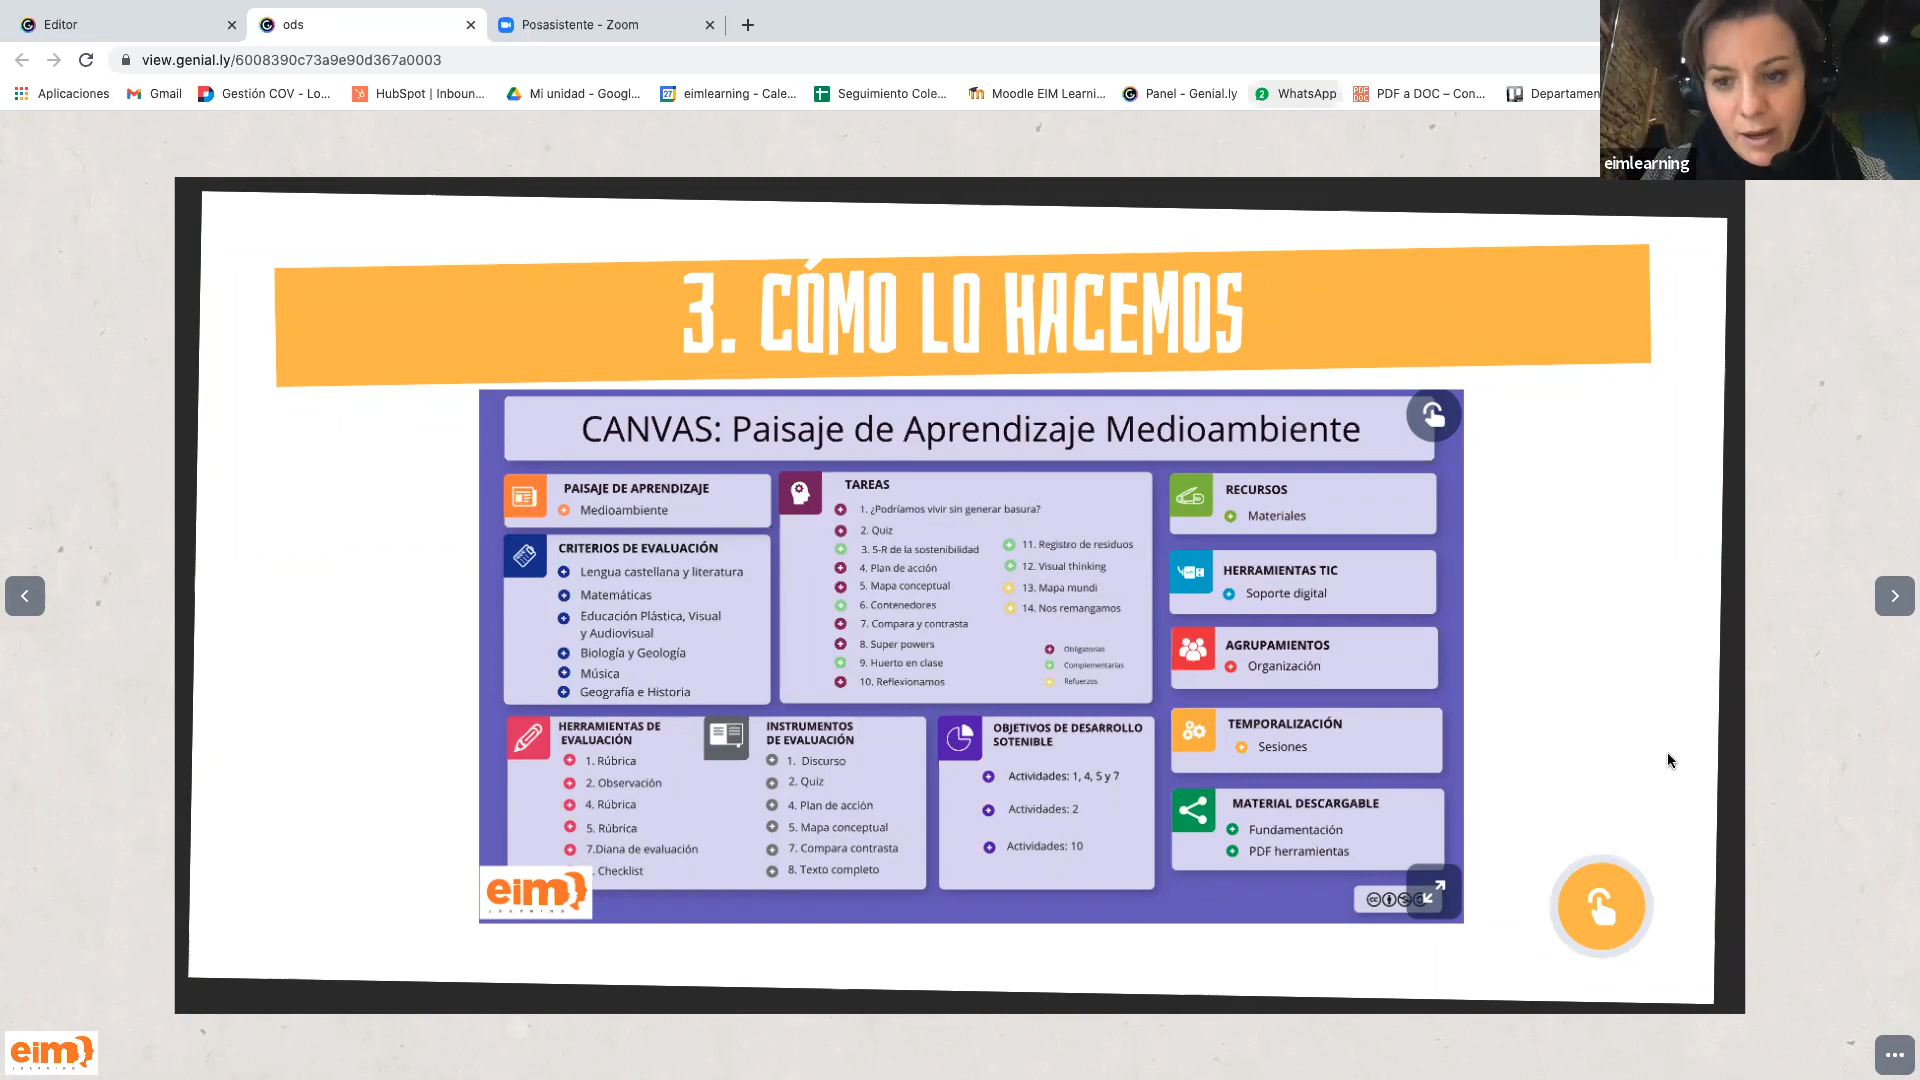 Editor
ods
Posasistente - Zoom
view.genial.ly/6008390c73a9e90d367a0003
Aplicaciones
Gmail
Gestión COV - Lo...
HubSpot | Inboun...
Mi unidad - Googl...
27
eimlearning - Cale...
Seguimiento Cole...
Moodle EIM Learni...
Panel - Genial.ly
2
WhatsApp
PDF DOC
PDF a DOC – Con...
Departamen
eimlearning
3. CÓMO LO HACEMOS
CANVAS: Paisaje de Aprendizaje Medioambiente
PAISAJE DE APRENDIZAJE
Medioambiente
CRITERIOS DE EVALUACIÓN
Lengua castellana y literatura
Matemáticas
Educación Plástica, Visual
y Audiovisual
Biología y Geología
Música
Geografía e Historia
TAREAS
1. ¿Podríamos vivir sin generar basura?
2. Quiz
3. 5-R de la sostenibilidad
4. Plan de acción
5. Mapa conceptual
6. Contenedores
7. Compara y contrasta
8. Super powers
9. Huerto en clase
10. Reflexionamos
11. Registro de residuos
12. Visual thinking
13. Mapa mundi
14. Nos remangamos
Obligatorias
Complementarias
Refuerzos
RECURSOS
Materiales
HERRAMIENTAS TIC
Soporte digital
AGRUPAMIENTOS
Organización
TEMPORALIZACIÓN
Sesiones
MATERIAL DESCARGABLE
Fundamentación
PDF herramientas
HERRAMIENTAS DE
EVALUACIÓN
1. Rúbrica
2. Observación
4. Rúbrica
5. Rúbrica
7.Diana de evaluación
. Checklist
INSTRUMENTOS
DE EVALUACIÓN
1. Discurso
2. Quiz
4. Plan de acción
5. Mapa conceptual
7. Compara contrasta
8. Texto completo
OBJETIVOS DE DESARROLLO
SOTENIBLE
Actividades: 1, 4, 5 y 7
Actividades: 2
Actividades: 10
eim
LEARNING
eim
LEARNING